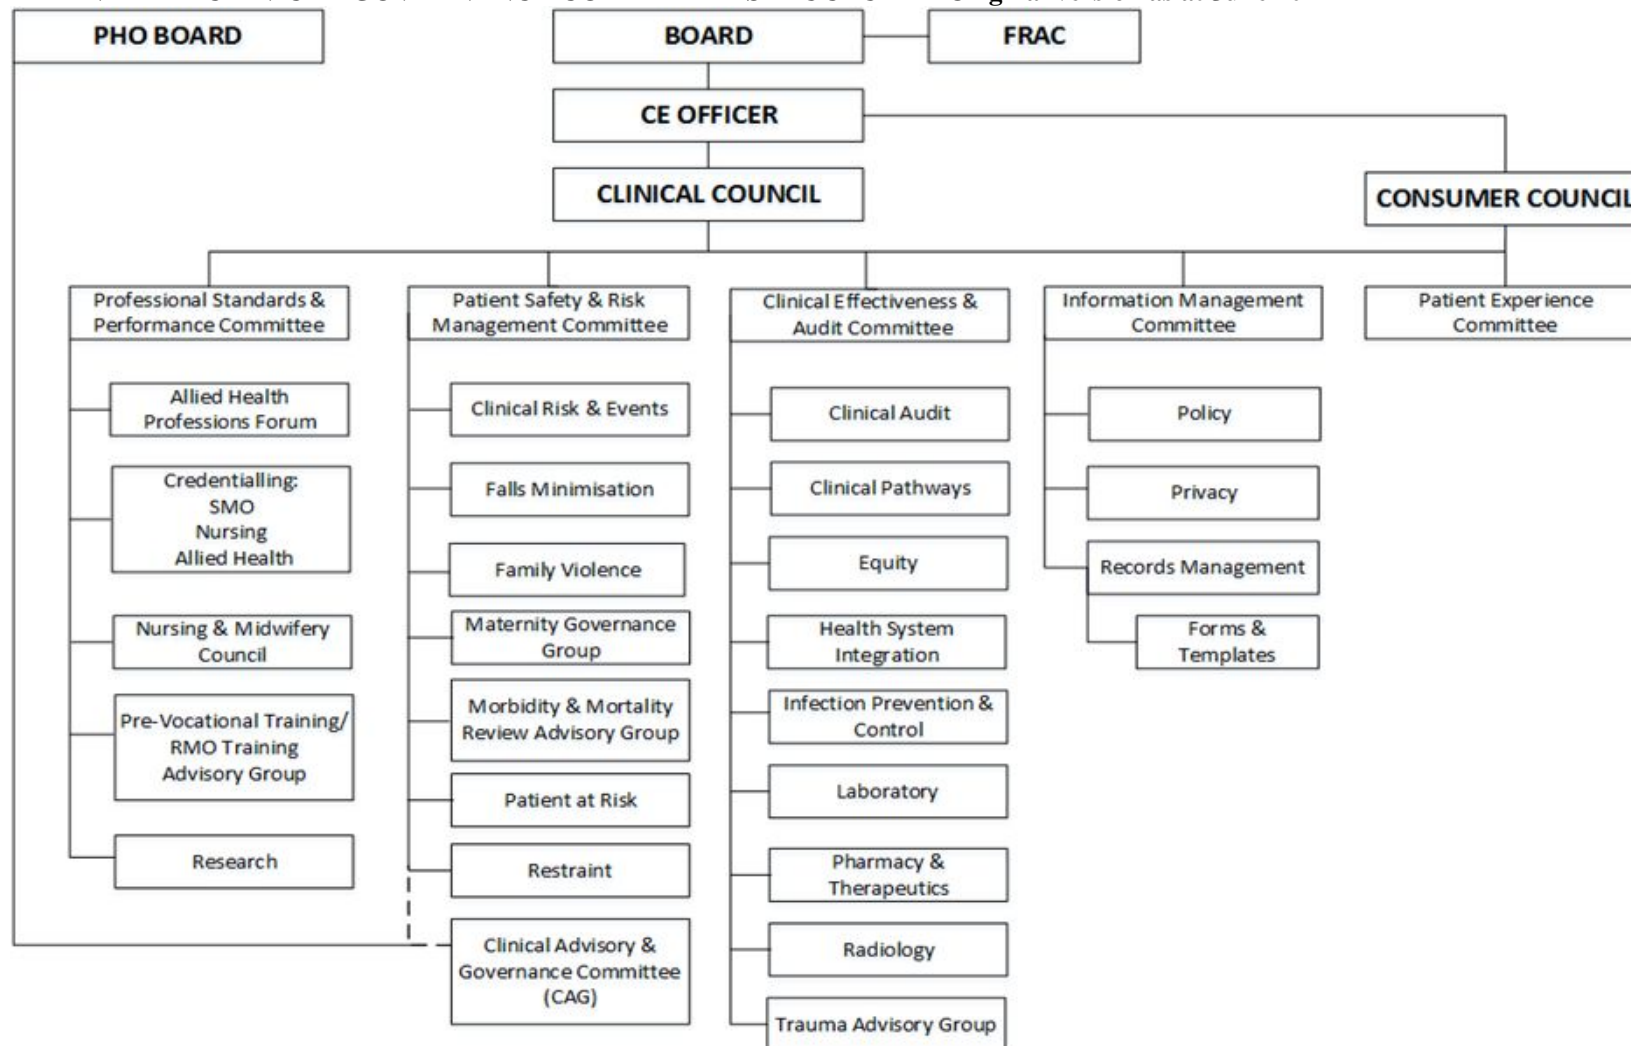 PHO BOARD
BOARD
FRAC
CE OFFICER
CLINICAL COUNCIL
CONSUMER COUNCIL
Professional Standards &
Performance Committee
Patient Safety & Risk
Management Committee
Clinical Effectiveness &
Audit Committee
Information Management
Committee
Patient Experience
Committee
Allied Health
Professions Forum
Credentialling:
SMO
Nursing
Allied Health
Nursing & Midwifery
Council
Pre-Vocational Training/
RMO Training
Advisory Group
Research
Clinical Risk & Events
Falls Minimisation
Family Violence
Maternity Governance
Group
Morbidity & Mortality
Review Advisory Group
Patient at Risk
Restraint
Clinical Advisory &
Governance Committee
(CAG)
Clinical Audit
Clinical Pathways
Equity
Health System
Integration
Infection Prevention &
Control
Laboratory
Pharmacy &
Therapeutics
Radiology
Trauma Advisory Group
Policy
Privacy
Records Management
Forms &
Templates